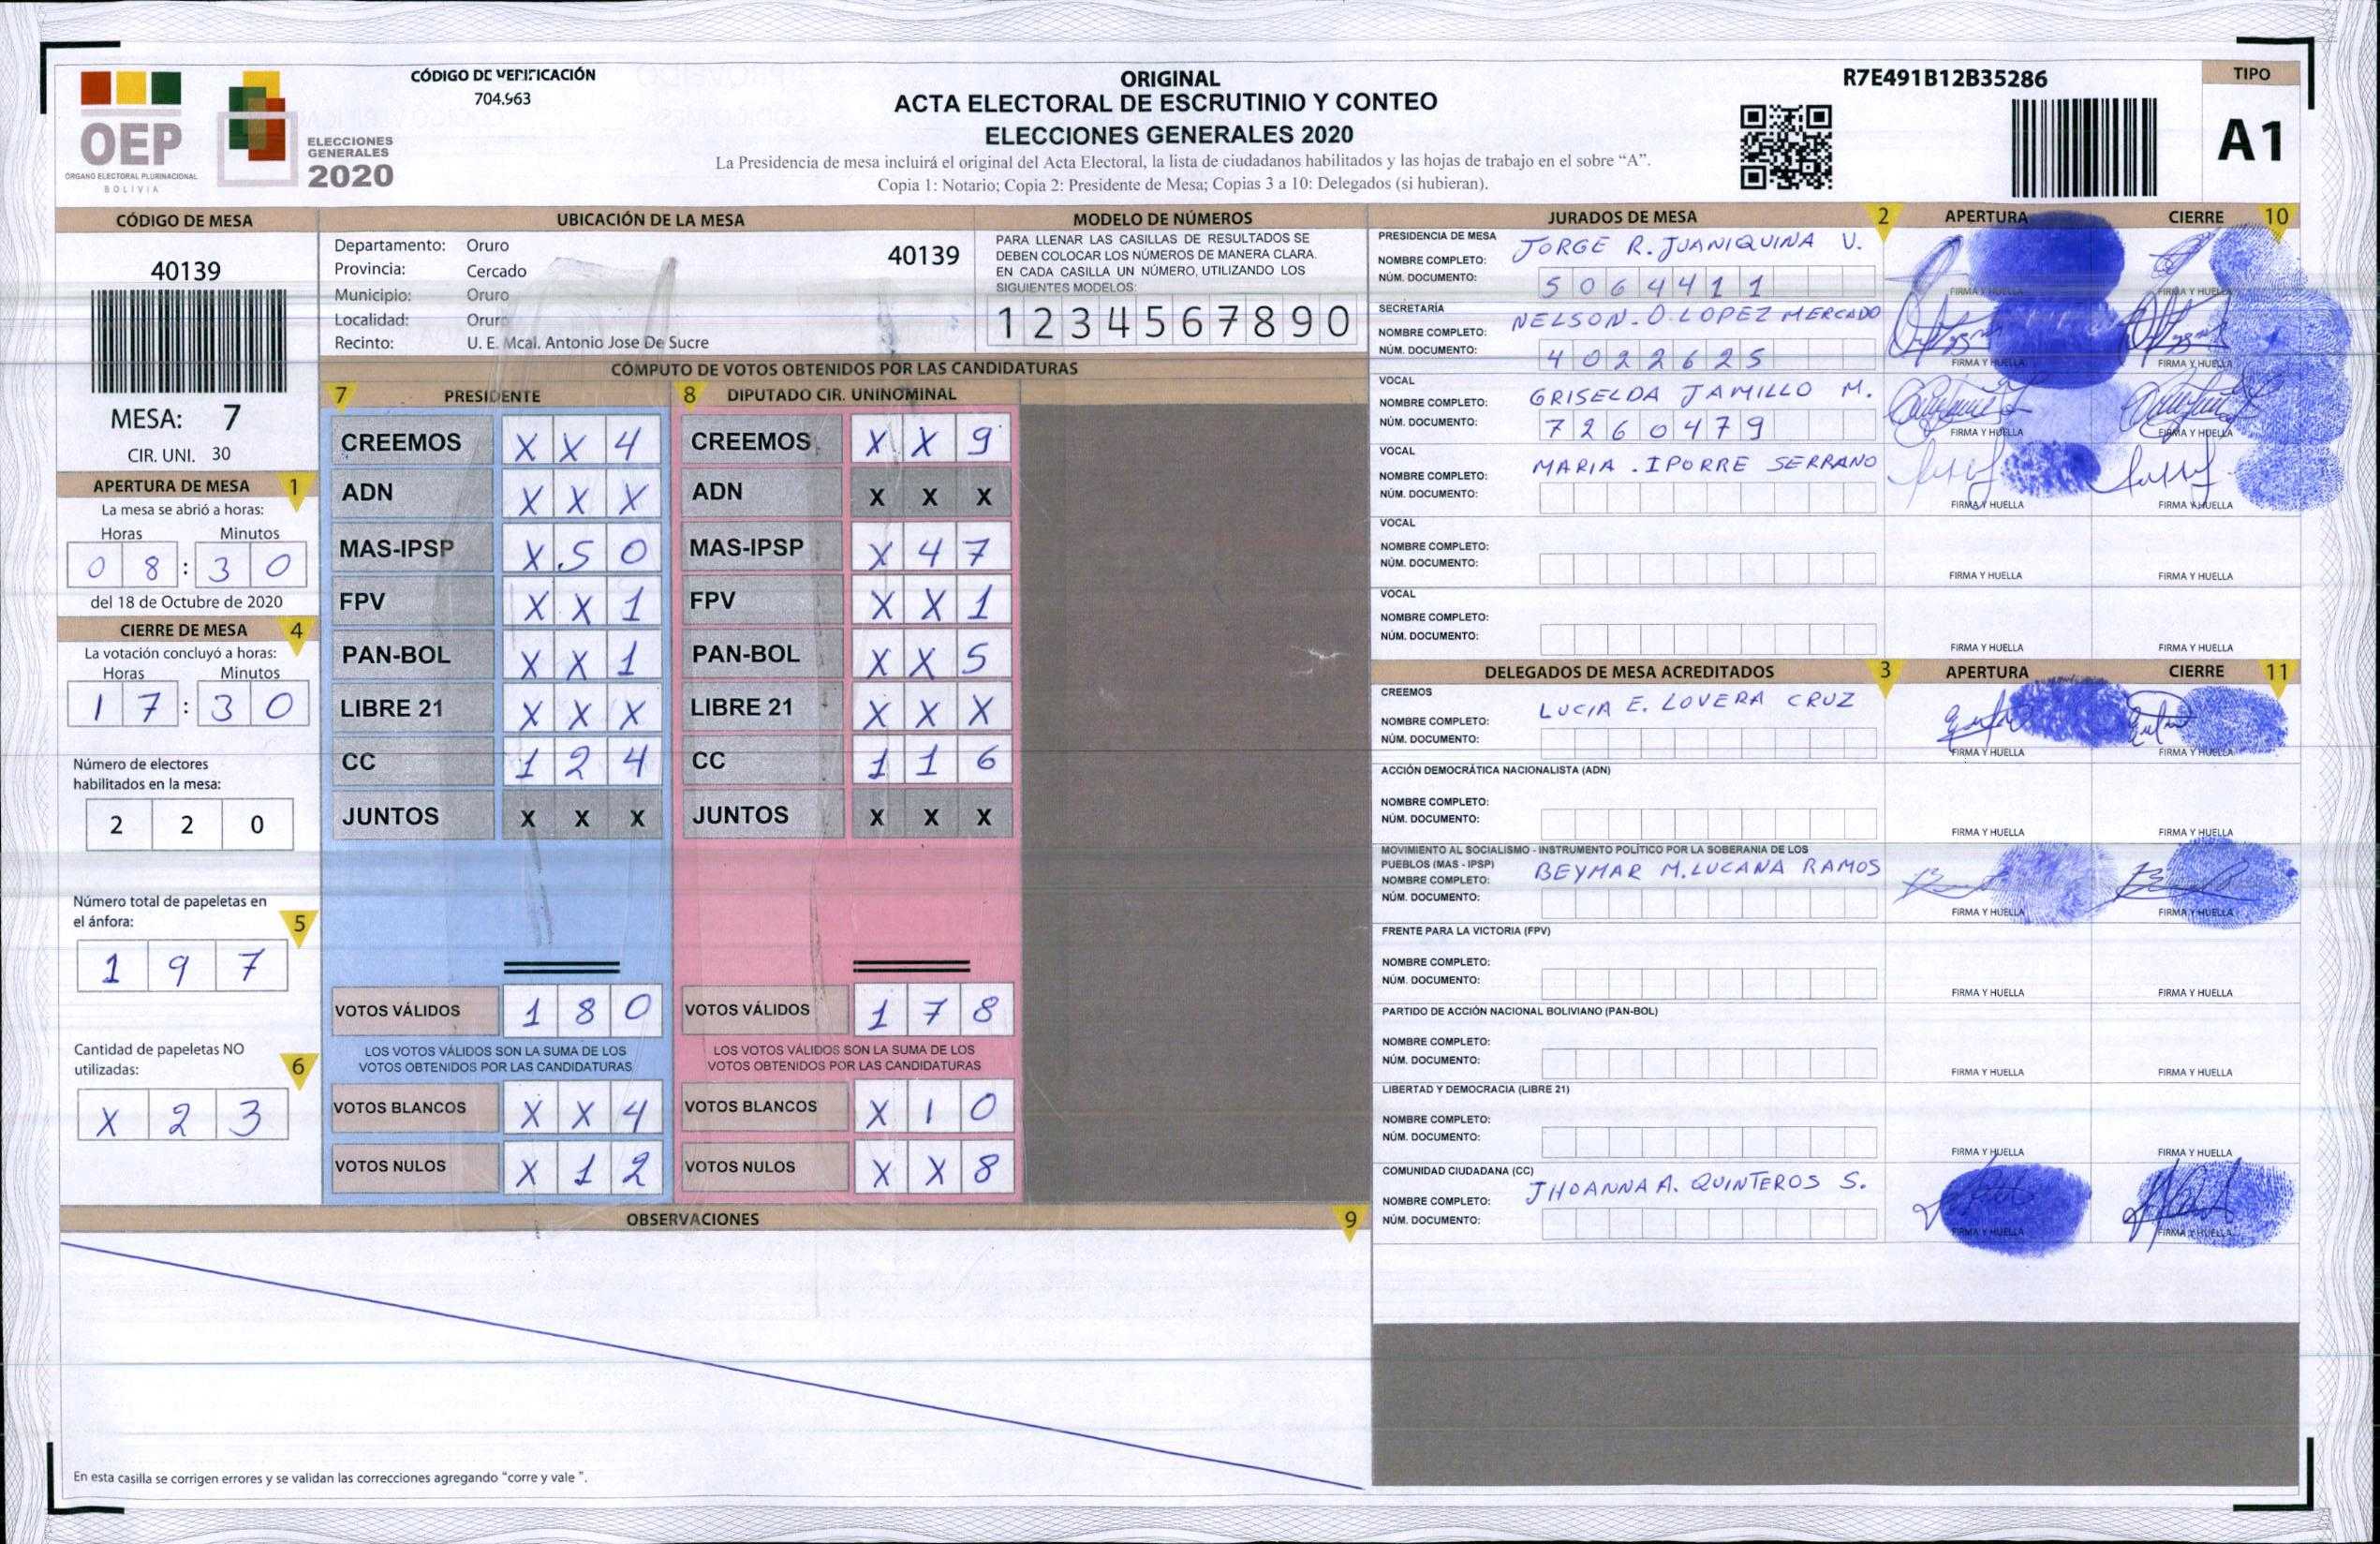 CÓDIGO DE VERIFICACIÓN
ORIGINAL
R7E491B12B35286
TIPO
ACTA ELECTORAL DE ESCRUTINIO Y CONTEO
A1
OEP
ÓRGANO ELECTORAL PLURINACIONAL
BOLIVIA
ELECCIONES
GENERALES
2020
ELECCIONES GENERALES 2020
La Presidencia de mesa incluirá el original del Acta Electoral, la lista de ciudadanos habilitados y las hojas de trabajo en el sobre “A”.
Copia 1: Notario; Copia 2: Presidente de Mesa; Copias 3 a 10: Delegados (si hubieran).
CÓDIGO DE MESA
40139
MESA: 7
CIR. UNI. 30
APERTURA DE MESA 1
La mesa se abrió a horas:
Horas Minutos
0 8 : 3 0
del 18 de Octubre de 2020
CIERRE DE MESA 4
La votación concluyó a horas:
Horas Minutos
1 7 : 3 0
Número de electores
habilitados en la mesa:
2 2 0
Número total de papeletas en
el ánfora: 5
1 9 7
Cantidad de papeletas NO
utilizadas: 6
X 2 3
UBICACIÓN DE LA MESA
Departamento: Oruro
40139
Provincia: Cercado
Municipio: Oruro
Localidad: Oruro
Recinto: U. E. Mcal. Antonio Jose De Sucre
MODELO DE NÚMEROS
PARA LLENAR LAS CASILLAS DE RESULTADOS SE
DEBEN COLOCAR LOS NÚMEROS DE MANERA CLARA.
EN CADA CASILLA UN NÚMERO, UTILIZANDO LOS
SIGUIENTES MODELOS:
1 2 3 4 5 6 7 8 9 0
CÓMPUTO DE VOTOS OBTENIDOS POR LAS CANDIDATURAS
7 PRESIDENTE 8 DIPUTADO CIR. UNINOMINAL
CREEMOS X X 4 CREEMOS X X 9
ADN X X X ADN X X X
MAS-IPSP X 5 0 MAS-IPSP X 4 7
FPV X X 1 FPV X X 1
PAN-BOL X X 1 PAN-BOL X X 5
LIBRE 21 X X X LIBRE 21 X X X
CC 1 2 4 CC 1 1 6
JUNTOS X X X JUNTOS X X X
VOTOS VÁLIDOS 1 8 0 VOTOS VÁLIDOS 1 7 8
LOS VOTOS VÁLIDOS SON LA SUMA DE LOS LOS VOTOS VÁLIDOS SON LA SUMA DE LOS
VOTOS OBTENIDOS POR LAS CANDIDATURAS VOTOS OBTENIDOS POR LAS CANDIDATURAS
VOTOS BLANCOS X X 4 VOTOS BLANCOS X 1 0
VOTOS NULOS X 1 2 VOTOS NULOS X X 8
OBSERVACIONES 9
En esta casilla se corrigen errores y se validan las correcciones agregando “corre y vale ”.
JURADOS DE MESA 2 APERTURA CIERRE 10
PRESIDENCIA DE MESA
NOMBRE COMPLETO: JORGE R. JUANIQUINA V.
NÚM. DOCUMENTO: 5 0 6 4 4 1 1
FIRMA Y HUELLA FIRMA Y HUELLA
SECRETARÍA
NOMBRE COMPLETO: NELSON. O. LOPEZ MERCADO
NÚM. DOCUMENTO: 4 0 2 2 6 2 5
FIRMA Y HUELLA FIRMA Y HUELLA
VOCAL
NOMBRE COMPLETO: GRISELDA JAMILLO M.
NÚM. DOCUMENTO: 7 2 6 0 4 7 9
FIRMA Y HUELLA FIRMA Y HUELLA
VOCAL
NOMBRE COMPLETO: MARIA . IPORRE SERRANO
NÚM. DOCUMENTO:
FIRMA Y HUELLA FIRMA Y HUELLA
VOCAL
NOMBRE COMPLETO:
NÚM. DOCUMENTO:
FIRMA Y HUELLA FIRMA Y HUELLA
VOCAL
NOMBRE COMPLETO:
NÚM. DOCUMENTO:
FIRMA Y HUELLA FIRMA Y HUELLA
DELEGADOS DE MESA ACREDITADOS 3 APERTURA CIERRE 11
CREEMOS
NOMBRE COMPLETO: LUCIA E. LOVERA CRUZ
NÚM. DOCUMENTO:
FIRMA Y HUELLA FIRMA Y HUELLA
ACCIÓN DEMOCRÁTICA NACIONALISTA (ADN)
NOMBRE COMPLETO:
NÚM. DOCUMENTO:
FIRMA Y HUELLA FIRMA Y HUELLA
MOVIMIENTO AL SOCIALISMO - INSTRUMENTO POLÍTICO POR LA SOBERANIA DE LOS
PUEBLOS (MAS - IPSP)
NOMBRE COMPLETO: BEYMAR M. LUCANA RAMOS
NÚM. DOCUMENTO:
FIRMA Y HUELLA FIRMA Y HUELLA
FRENTE PARA LA VICTORIA (FPV)
NOMBRE COMPLETO:
NÚM. DOCUMENTO:
FIRMA Y HUELLA FIRMA Y HUELLA
PARTIDO DE ACCIÓN NACIONAL BOLIVIANO (PAN-BOL)
NOMBRE COMPLETO:
NÚM. DOCUMENTO:
FIRMA Y HUELLA FIRMA Y HUELLA
LIBERTAD Y DEMOCRACIA (LIBRE 21)
NOMBRE COMPLETO:
NÚM. DOCUMENTO:
FIRMA Y HUELLA FIRMA Y HUELLA
COMUNIDAD CIUDADANA (CC)
NOMBRE COMPLETO: JHOANNA A. QUINTEROS S.
NÚM. DOCUMENTO:
FIRMA Y HUELLA FIRMA Y HUELLA